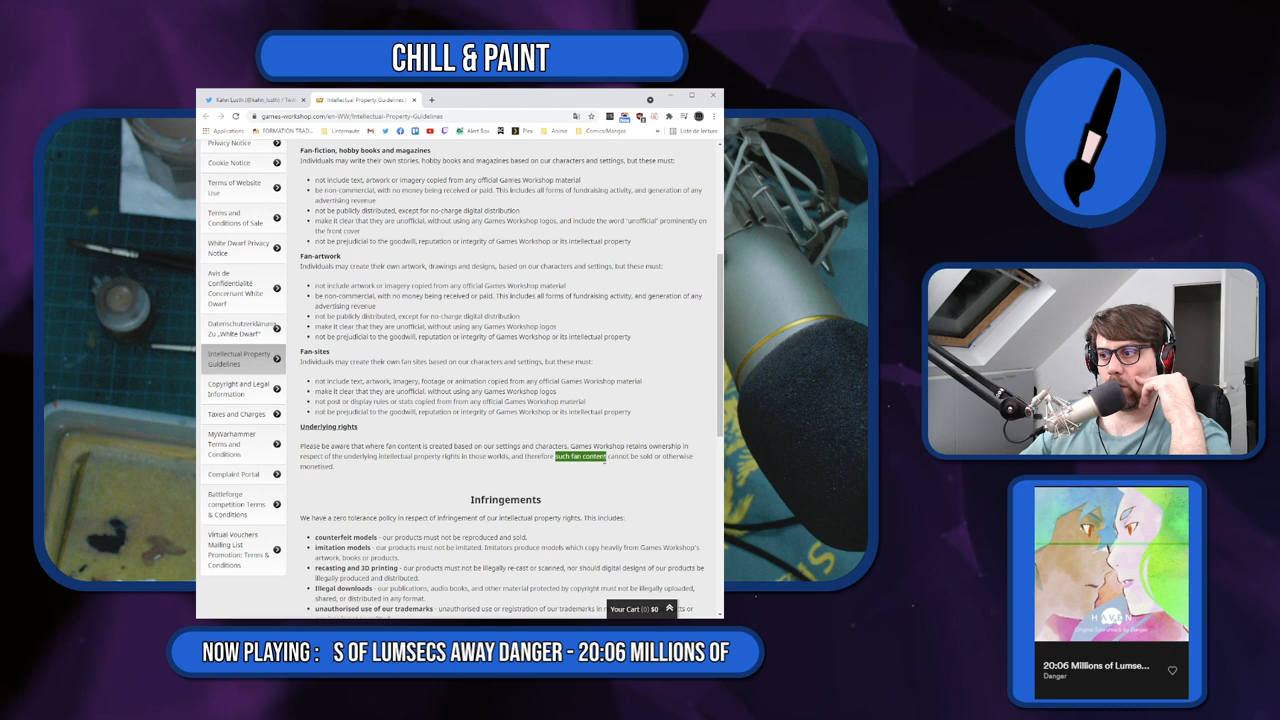 CHILL & PAINT
Kahn Lusth (@kahn_lusth) / Twit
Intellectual Property Guidelines
games-workshop.com/en-WW/Intellectual-Property-Guidelines
Applications
FORMATION TRAD...
Linternaute
Alert Box
Plex
Anime
Comics/Mangas
Liste de lecture
Privacy Notice
Cookie Notice
Terms of Website
Use
Terms and
Conditions of Sale
White Dwarf Privacy
Notice
Avis de
Confidentialité
Concernant White
Dwarf
Datenschutzerklärung
Zu „White Dwarf“
Intellectual Property
Guidelines
Copyright and Legal
Information
Taxes and Charges
MyWarhammer
Terms and
Conditions
Complaint Portal
Battleforge
competition Terms
& Conditions
Virtual Vouchers
Mailing List
Promotion: Terms &
Conditions
Fan-fiction, hobby books and magazines
Individuals may write their own stories, hobby books and magazines based on our characters and settings, but these must:
not include text, artwork or imagery copied from any official Games Workshop material
be non-commercial, with no money being received or paid. This includes all forms of fundraising activity, and generation of any
advertising revenue
not be publicly distributed, except for no-charge digital distribution
make it clear that they are unofficial, without using any Games Workshop logos, and include the word 'unofficial' prominently on
the front cover
not be prejudicial to the goodwill, reputation or integrity of Games Workshop or its intellectual property
Fan-artwork
Individuals may create their own artwork, drawings and designs, based on our characters and settings, but these must:
not include artwork or imagery copied from any official Games Workshop material
be non-commercial, with no money being received or paid. This includes all forms of fundraising activity, and generation of any
advertising revenue
not be publicly distributed, except for no-charge digital distribution
make it clear that they are unofficial, without using any Games Workshop logos
not be prejudicial to the goodwill, reputation or integrity of Games Workshop or its intellectual property
Fan-sites
Individuals may create their own fan sites based on our characters and settings, but these must:
not include text, artwork, imagery, footage or animation copied from any official Games Workshop material
make it clear that they are unofficial, without using any Games Workshop logos
not post or display rules or stats copied from any official Games Workshop material
not be prejudicial to the goodwill, reputation or integrity of Games Workshop or its intellectual property
Underlying rights
Please be aware that where fan content is created based on our settings and characters, Games Workshop retains ownership in
respect of the underlying intellectual property rights in those worlds, and therefore such fan content cannot be sold or otherwise
monetised.
Infringements
We have a zero tolerance policy in respect of infringement of our intellectual property rights. This includes:
counterfeit models - our products must not be reproduced and sold.
imitation models - our products must not be imitated. Imitators produce models which copy heavily from Games Workshop's
artwork, books or products.
recasting and 3D printing - our products must not be illegally re-cast or scanned, nor should digital designs of our products be
illegally produced and distributed.
Illegal downloads - our publications, audio books, and other material protected by copyright must not be illegally uploaded,
shared, or distributed in any format.
unauthorised use of our trademarks - unauthorised use or registration of our trademarks in
Your Cart (0) $0
HAVEN
Original Soundtrack by Danger
20:06 Millions of Lumse...
Danger
NOW PLAYING : S OF LUMSECS AWAY DANGER - 20:06 MILLIONS OF